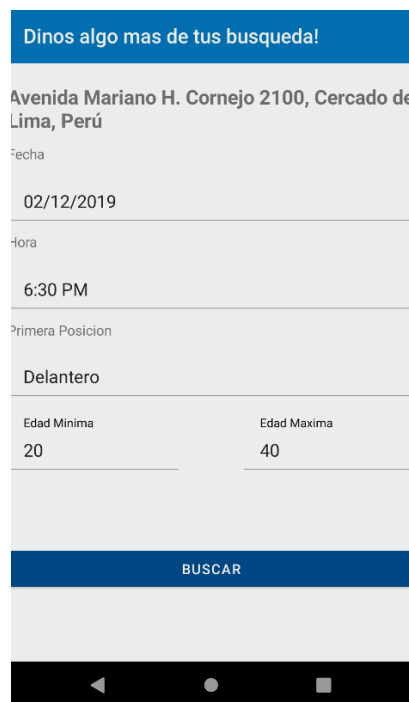 Dinos algo mas de tus busqueda!
Avenida Mariano H. Cornejo 2100, Cercado de
Lima, Perú
Fecha
02/12/2019
Hora
6:30 PM
Primera Posicion
Delantero
Edad Minima
Edad Maxima
20
40
BUSCAR